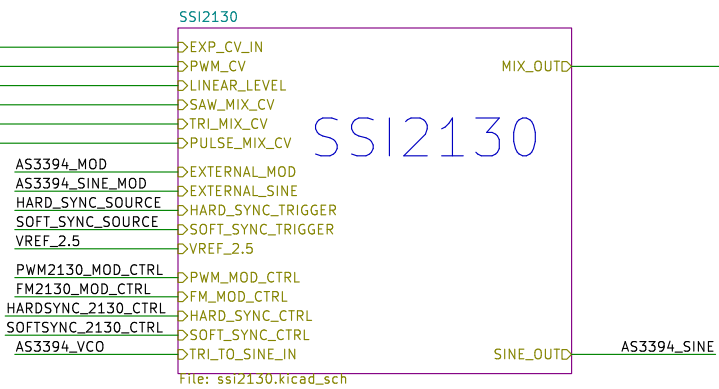 SSI2130
EXP_CV_IN
PWM_CV
MIX_OUT
LINEAR_LEVEL
SAW_MIX_CV
TRI_MIX_CV
SSI2130
PULSE_MIX_CV
AS3394_MOD
EXTERNAL_MOD
AS3394_SINE_MOD
EXTERNAL_SINE
HARD_SYNC_SOURCE
HARD_SYNC_TRIGGER
SOFT_SYNC_SOURCE
SOFT_SYNC_TRIGGER
VREF_2.5
VREF_2.5
PWM2130_MOD_CTRL
PWM_MOD_CTRL
FM2130_MOD_CTRL
FM_MOD_CTRL
HARDSYNC_2130_CTRL
HARD_SYNC_CTRL
SOFTSYNC_2130_CTRL
SOFT_SYNC_CTRL
AS3394_VCO
TRI_TO_SINE_IN
SINE_OUT
AS3394_SINE
File: ssi2130.kicad_sch